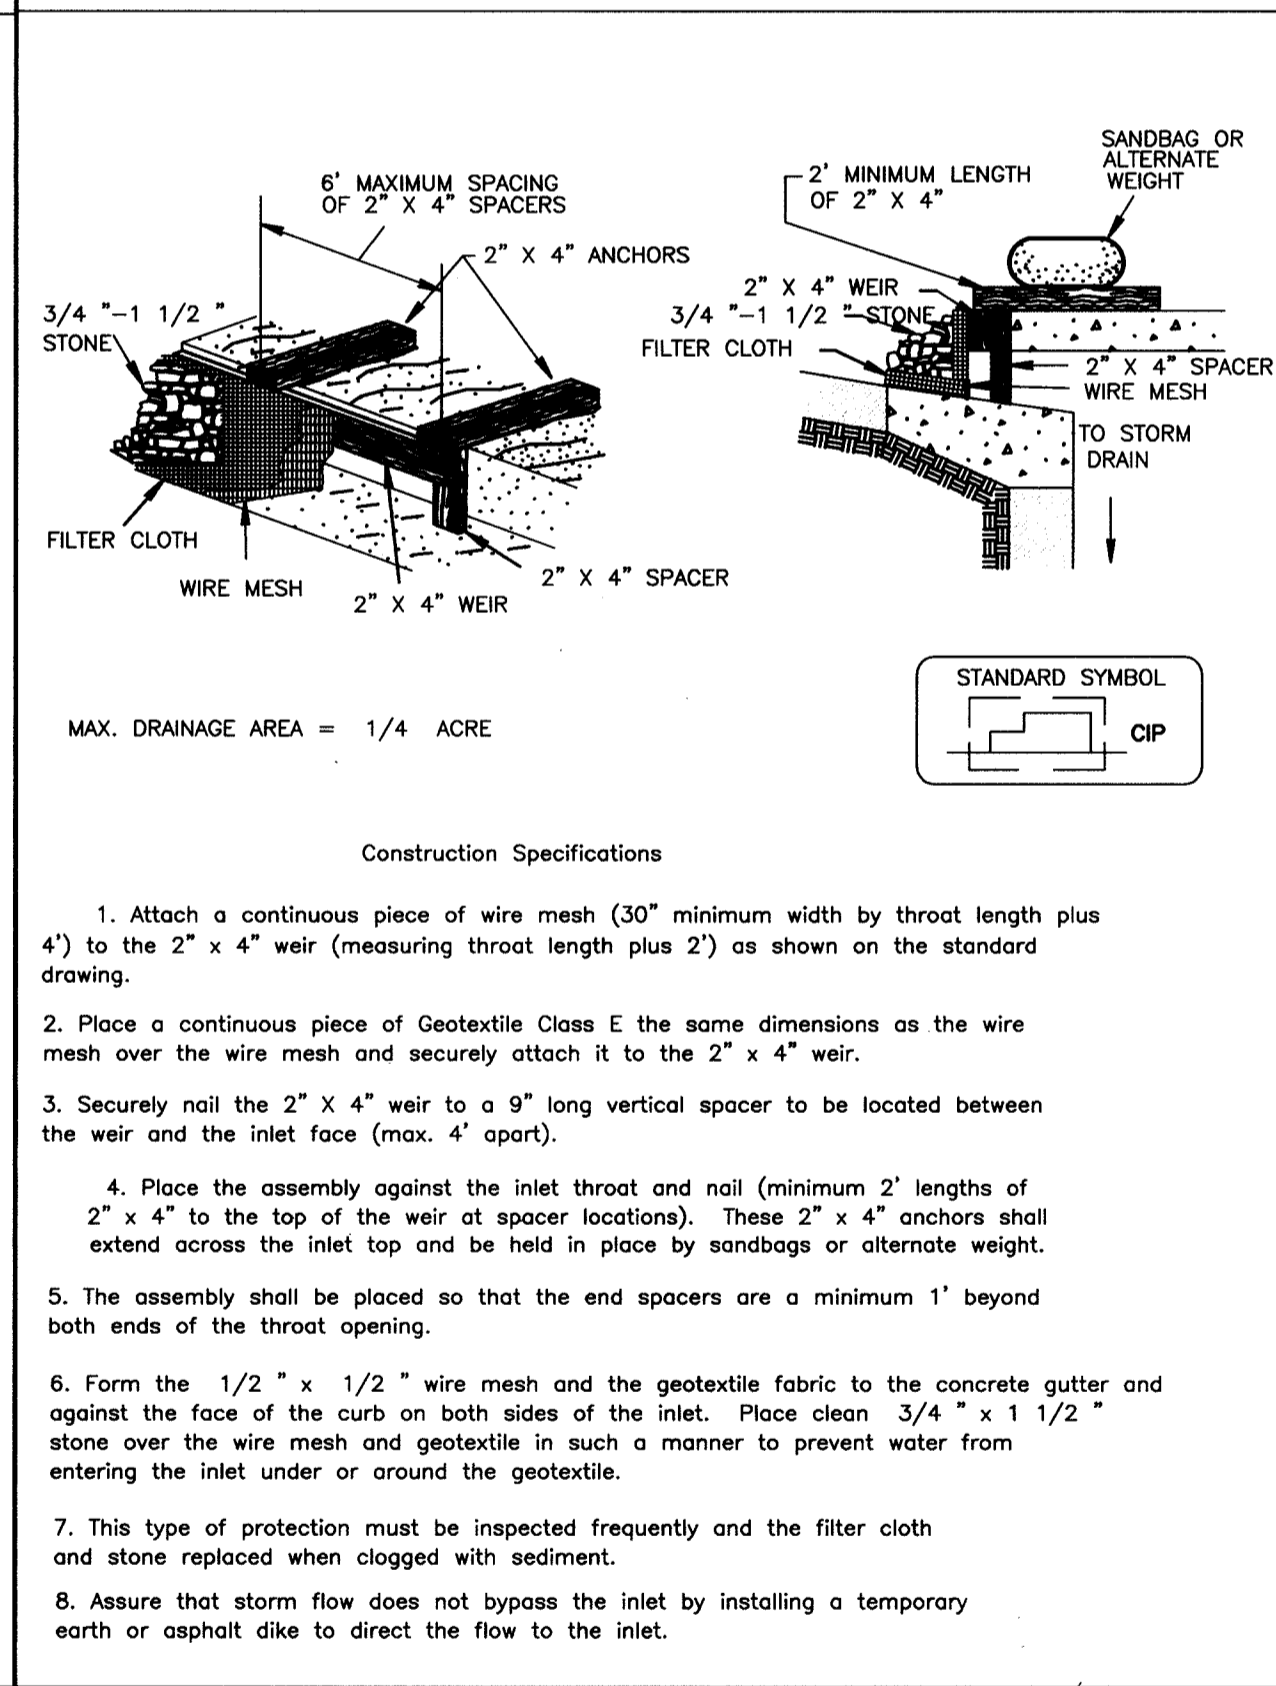 6' MAXIMUM SPACING
OF 2" X 4" SPACERS
2" X 4" ANCHORS
3/4 "-1 1/2 "
STONE
FILTER CLOTH
WIRE MESH
2" X 4" WEIR
2" X 4" SPACER
2' MINIMUM LENGTH
OF 2" X 4"
SANDBAG OR
ALTERNATE
WEIGHT
2" X 4" WEIR
3/4 "-1 1/2 " STONE
FILTER CLOTH
2" X 4" SPACER
WIRE MESH
TO STORM
DRAIN
MAX. DRAINAGE AREA = 1/4 ACRE
STANDARD SYMBOL
CIP
Construction Specifications
1. Attach a continuous piece of wire mesh (30" minimum width by throat length plus
4') to the 2" x 4" weir (measuring throat length plus 2') as shown on the standard
drawing.
2. Place a continuous piece of Geotextile Class E the same dimensions as the wire
mesh over the wire mesh and securely attach it to the 2" x 4" weir.
3. Securely nail the 2" X 4" weir to a 9" long vertical spacer to be located between
the weir and the inlet face (max. 4' apart).
4. Place the assembly against the inlet throat and nail (minimum 2' lengths of
2" x 4" to the top of the weir at spacer locations). These 2" x 4" anchors shall
extend across the inlet top and be held in place by sandbags or alternate weight.
5. The assembly shall be placed so that the end spacers are a minimum 1' beyond
both ends of the throat opening.
6. Form the 1/2 " x 1/2 " wire mesh and the geotextile fabric to the concrete gutter and
against the face of the curb on both sides of the inlet. Place clean 3/4 " x 1 1/2 "
stone over the wire mesh and geotextile in such a manner to prevent water from
entering the inlet under or around the geotextile.
7. This type of protection must be inspected frequently and the filter cloth
and stone replaced when clogged with sediment.
8. Assure that storm flow does not bypass the inlet by installing a temporary
earth or asphalt dike to direct the flow to the inlet.